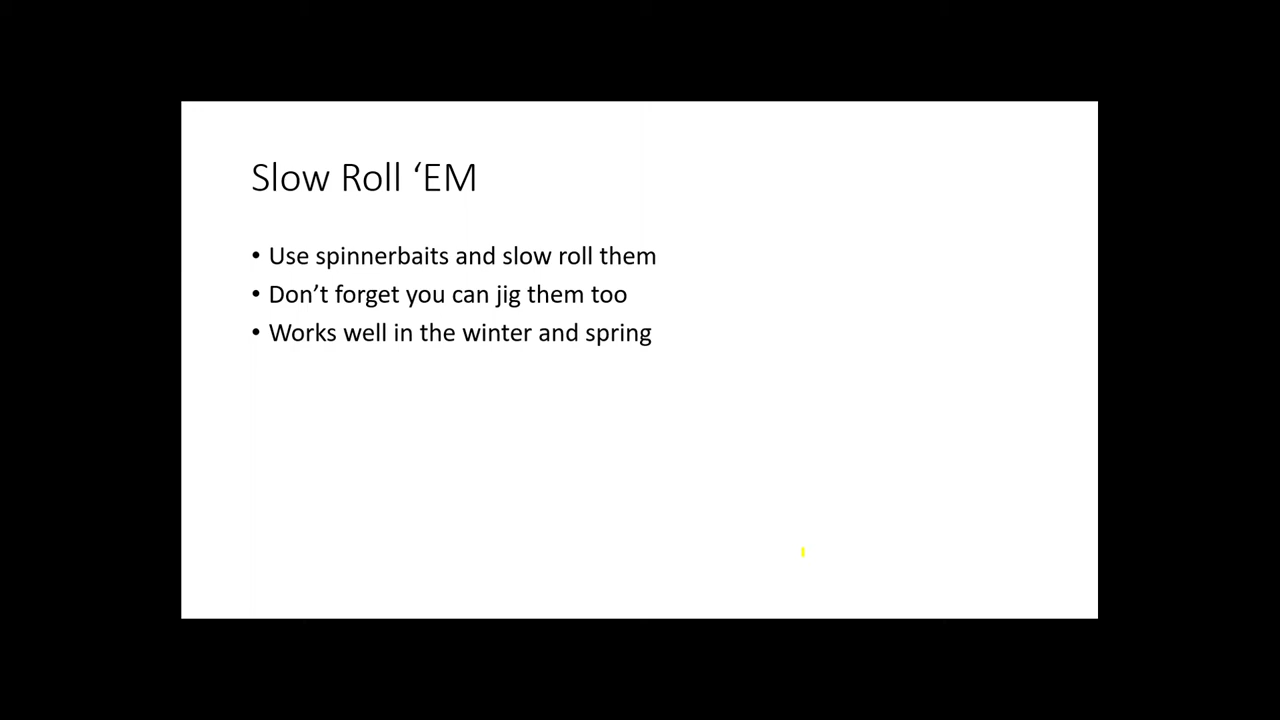 Slow Roll ‘EM
• Use spinnerbaits and slow roll them
• Don’t forget you can jig them too
• Works well in the winter and spring